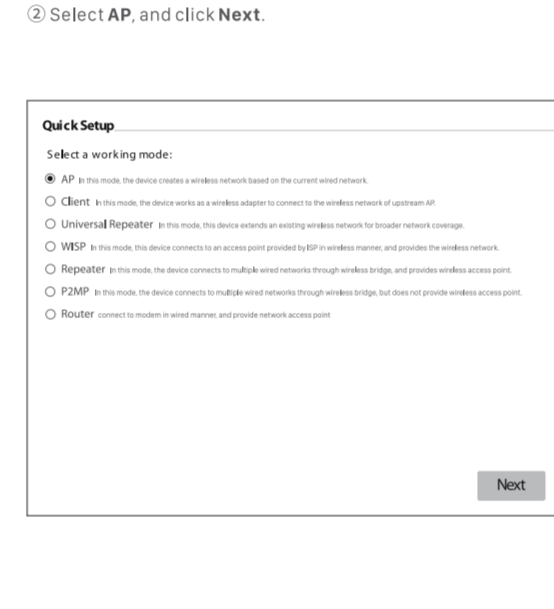 ② Select AP, and click Next.
Quick Setup
Select a working mode:
AP In this mode, the device creates a wireless network based on the current wired network.
Client In this mode, the device works as a wireless adapter to connect to the wireless network of upstream AP.
Universal Repeater In this mode, this device extends an existing wireless network for broader network coverage.
WISP In this mode, this device connects to an access point provided by ISP in wireless manner, and provides the wireless network.
Repeater In this mode, the device connects to multiple wired networks through wireless bridge, and provides wireless access point.
P2MP In this mode, the device connects to multiple wired networks through wireless bridge, but does not provide wireless access point.
Router connect to modem in wired manner, and provide network access point
Next